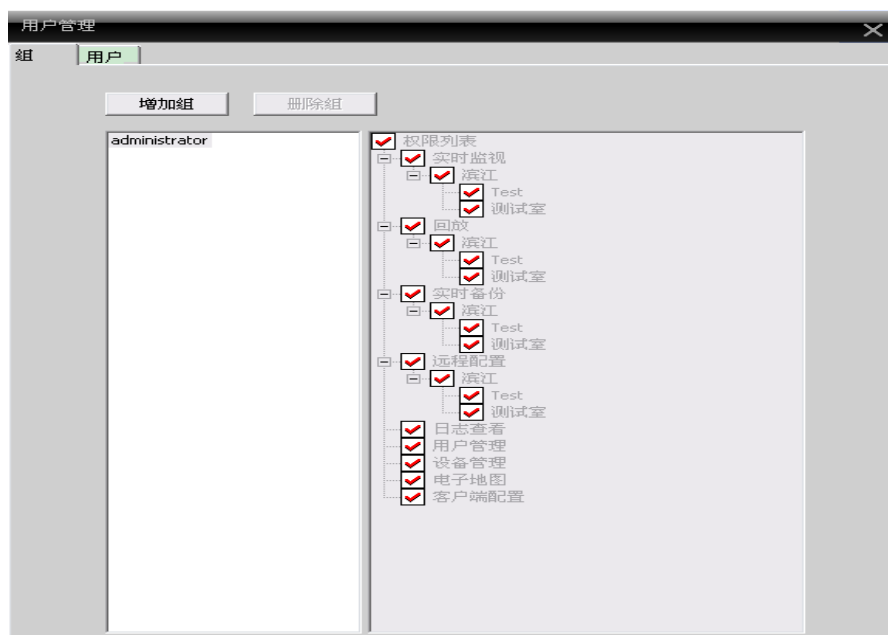 用户管理
组 用户
增加组 删除组
administrator
权限列表
实时监视
滨江
Test
测试室
回放
滨江
Test
测试室
实时备份
滨江
Test
测试室
远程配置
滨江
Test
测试室
日志查看
用户管理
设备管理
电子地图
客户端配置